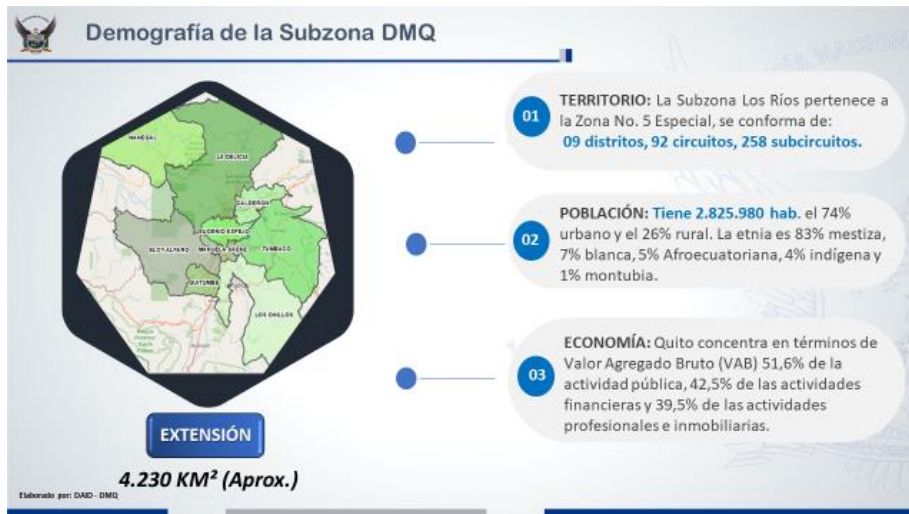 Demografía de la Subzona DMQ
NANEGAL
LA DELICIA
CALDERÓN
EUGENIO ESPEJO
ELOY ALFARO
MANUELA SÁENZ
TUMBACO
QUITUMBE
LOS CHILLOS
EXTENSIÓN
4.230 KM² (Aprox.)
Elaborado por: DAID - DMQ
01
TERRITORIO: La Subzona Los Ríos pertenece a
la Zona No. 5 Especial, se conforma de:
09 distritos, 92 circuitos, 258 subcircuitos.
02
POBLACIÓN: Tiene 2.825.980 hab. el 74%
urbano y el 26% rural. La etnia es 83% mestiza,
7% blanca, 5% Afroecuatoriana, 4% indígena y
1% montubia.
03
ECONOMÍA: Quito concentra en términos de
Valor Agregado Bruto (VAB) 51,6% de la
actividad pública, 42,5% de las actividades
financieras y 39,5% de las actividades
profesionales e inmobiliarias.